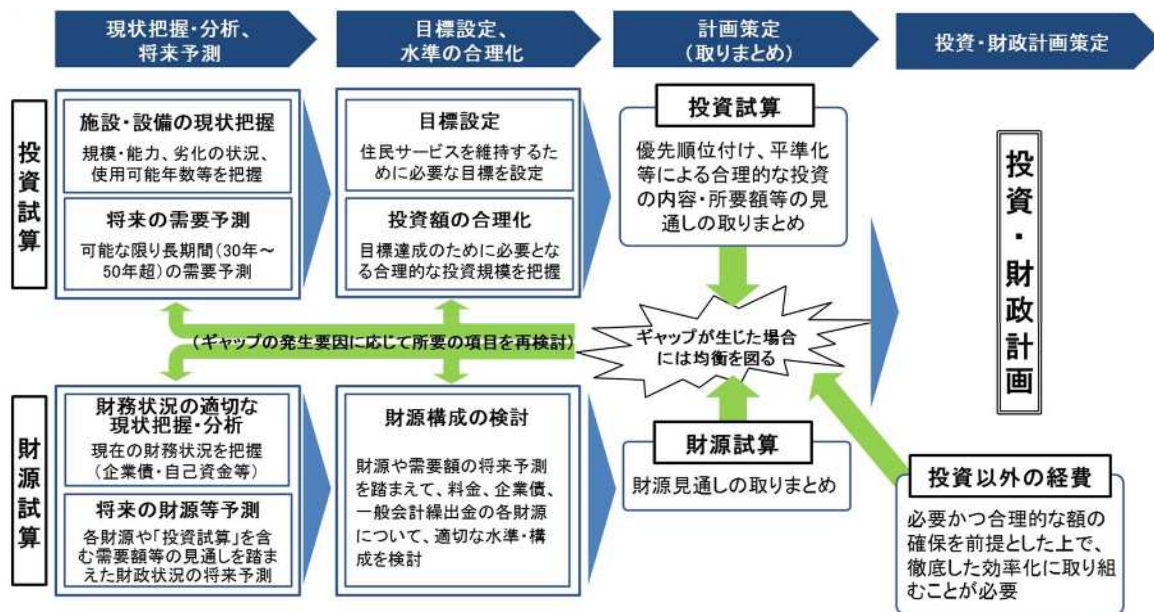 現状把握・分析、
将来予測
目標設定、
水準の合理化
計画策定
(取りまとめ)
投資・財政計画策定
投資試算
施設・設備の現状把握
規模・能力、劣化の状況、
使用可能年数等を把握
将来の需要予測
可能な限り長期間(30年～
50年超)の需要予測
目標設定
住民サービスを維持するた
めに必要な目標を設定
投資額の合理化
目標達成のために必要とな
る合理的な投資規模を把握
投資試算
優先順位付け、平準化
等による合理的な投資
の内容・所要額等の見
通しの取りまとめ
(ギャップの発生要因に応じて所要の項目を再検討)
ギャップが生じた場合
には均衡を図る
投資・財政計画
財源試算
財務状況の適切な
現状把握・分析
現在の財務状況を把握
(企業債・自己資金等)
将来の財源等予測
各財源や「投資試算」を含
む需要額等の見通しを踏ま
えた財政状況の将来予測
財源構成の検討
財源や需要額の将来予測
を踏まえて、料金、企業債、
一般会計繰出金の各財源
について、適切な水準・構
成を検討
財源試算
財源見通しの取りまとめ
投資以外の経費
必要かつ合理的な額の
確保を前提とした上で、
徹底した効率化に取り組
むことが必要